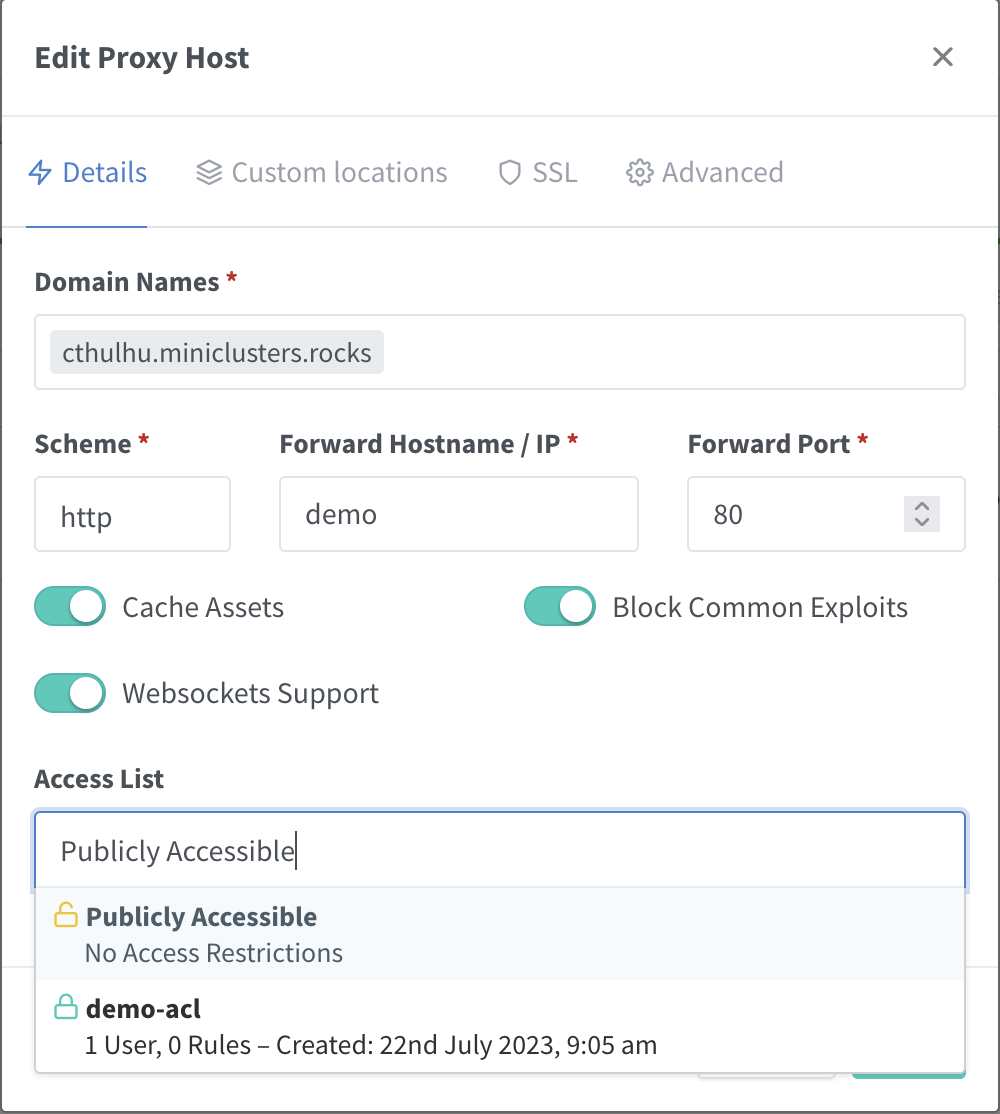 Edit Proxy Host
Details Custom locations SSL Advanced
Domain Names *
cthulhu.miniclusters.rocks
Scheme * Forward Hostname / IP * Forward Port *
http demo 80
Cache Assets Block Common Exploits
Websockets Support
Access List
Publicly Accessible
Publicly Accessible
No Access Restrictions
demo-acl
1 User, 0 Rules – Created: 22nd July 2023, 9:05 am